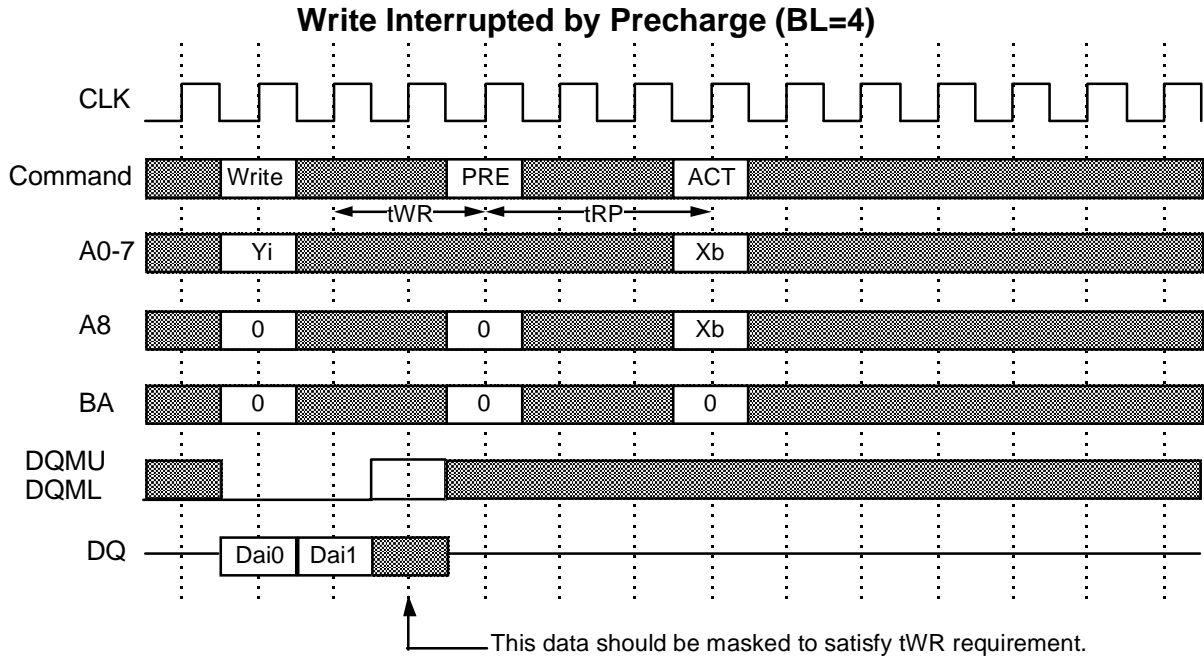 Write Interrupted by Precharge (BL=4)
CLK
Command Write PRE ACT
tWR tRP
A0-7 Yi Xb
A8 0 0 Xb
BA 0 0 0
DQMU
DQML
DQ Dai0 Dai1
This data should be masked to satisfy tWR requirement.